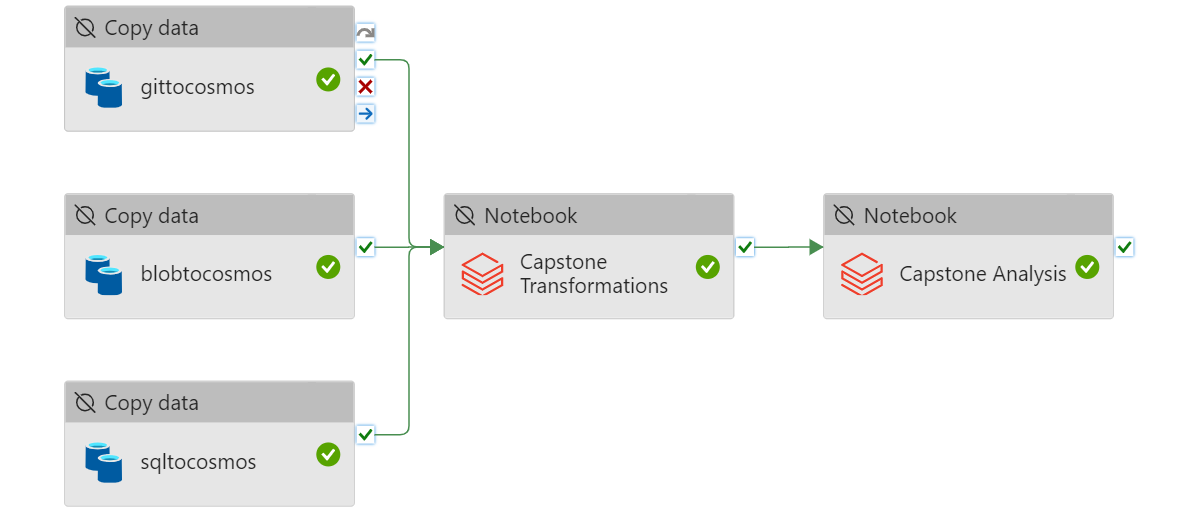 Copy data
gittocosmos
Copy data
blobtocosmos
Notebook
Capstone
Transformations
Notebook
Capstone Analysis
Copy data
sqltocosmos